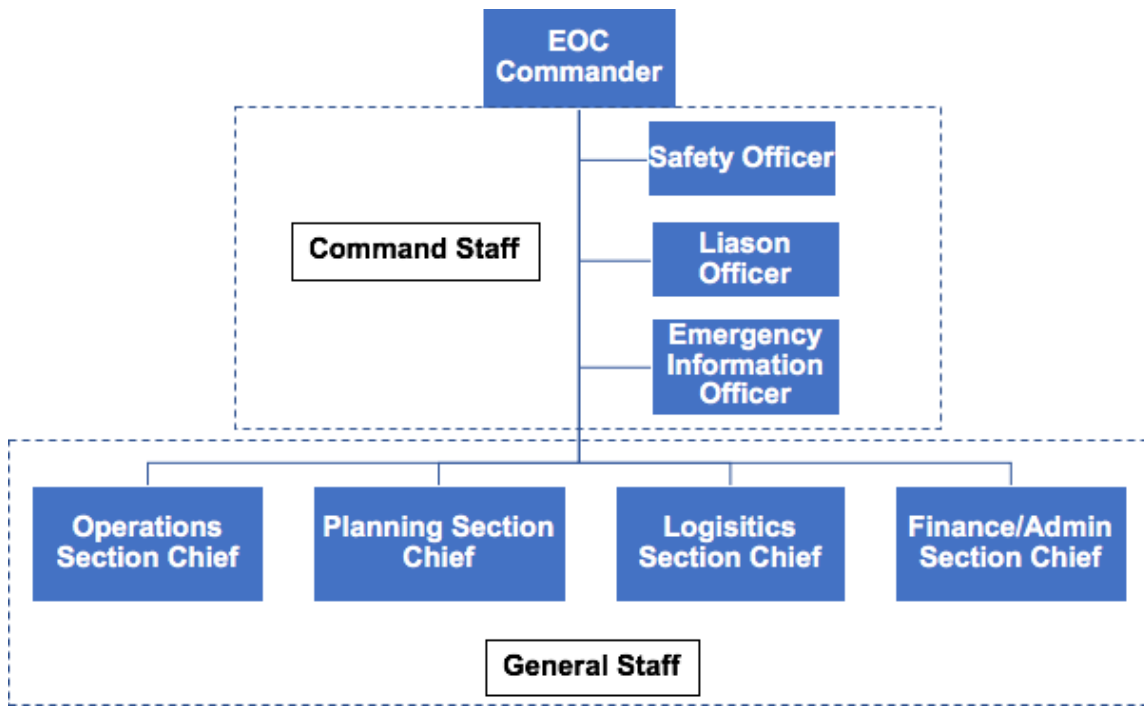 EOC
Commander
Safety Officer
Command Staff
Liason
Officer
Emergency
Information
Officer
Operations
Section Chief
Planning Section
Chief
Logisitics
Section Chief
Finance/Admin
Section Chief
General Staff